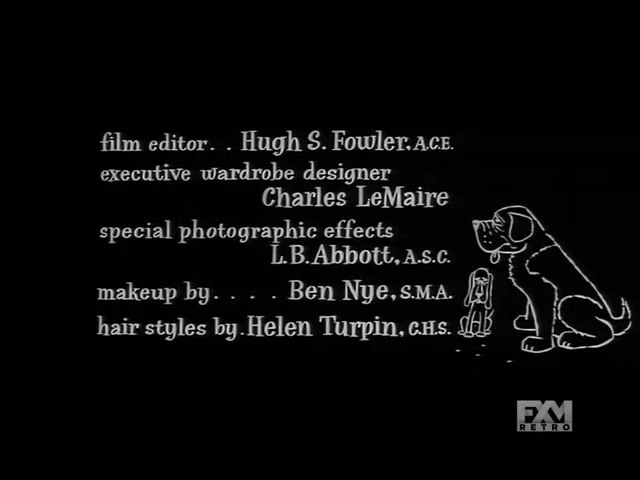 film editor. . Hugh S. Fowler, A.C.E.
executive wardrobe designer
Charles LeMaire
special photographic effects
L.B. Abbott, A.S.C.
makeup by. . . . Ben Nye, S.M.A.
hair styles by. Helen Turpin, C.H.S.
FXM
RETRO